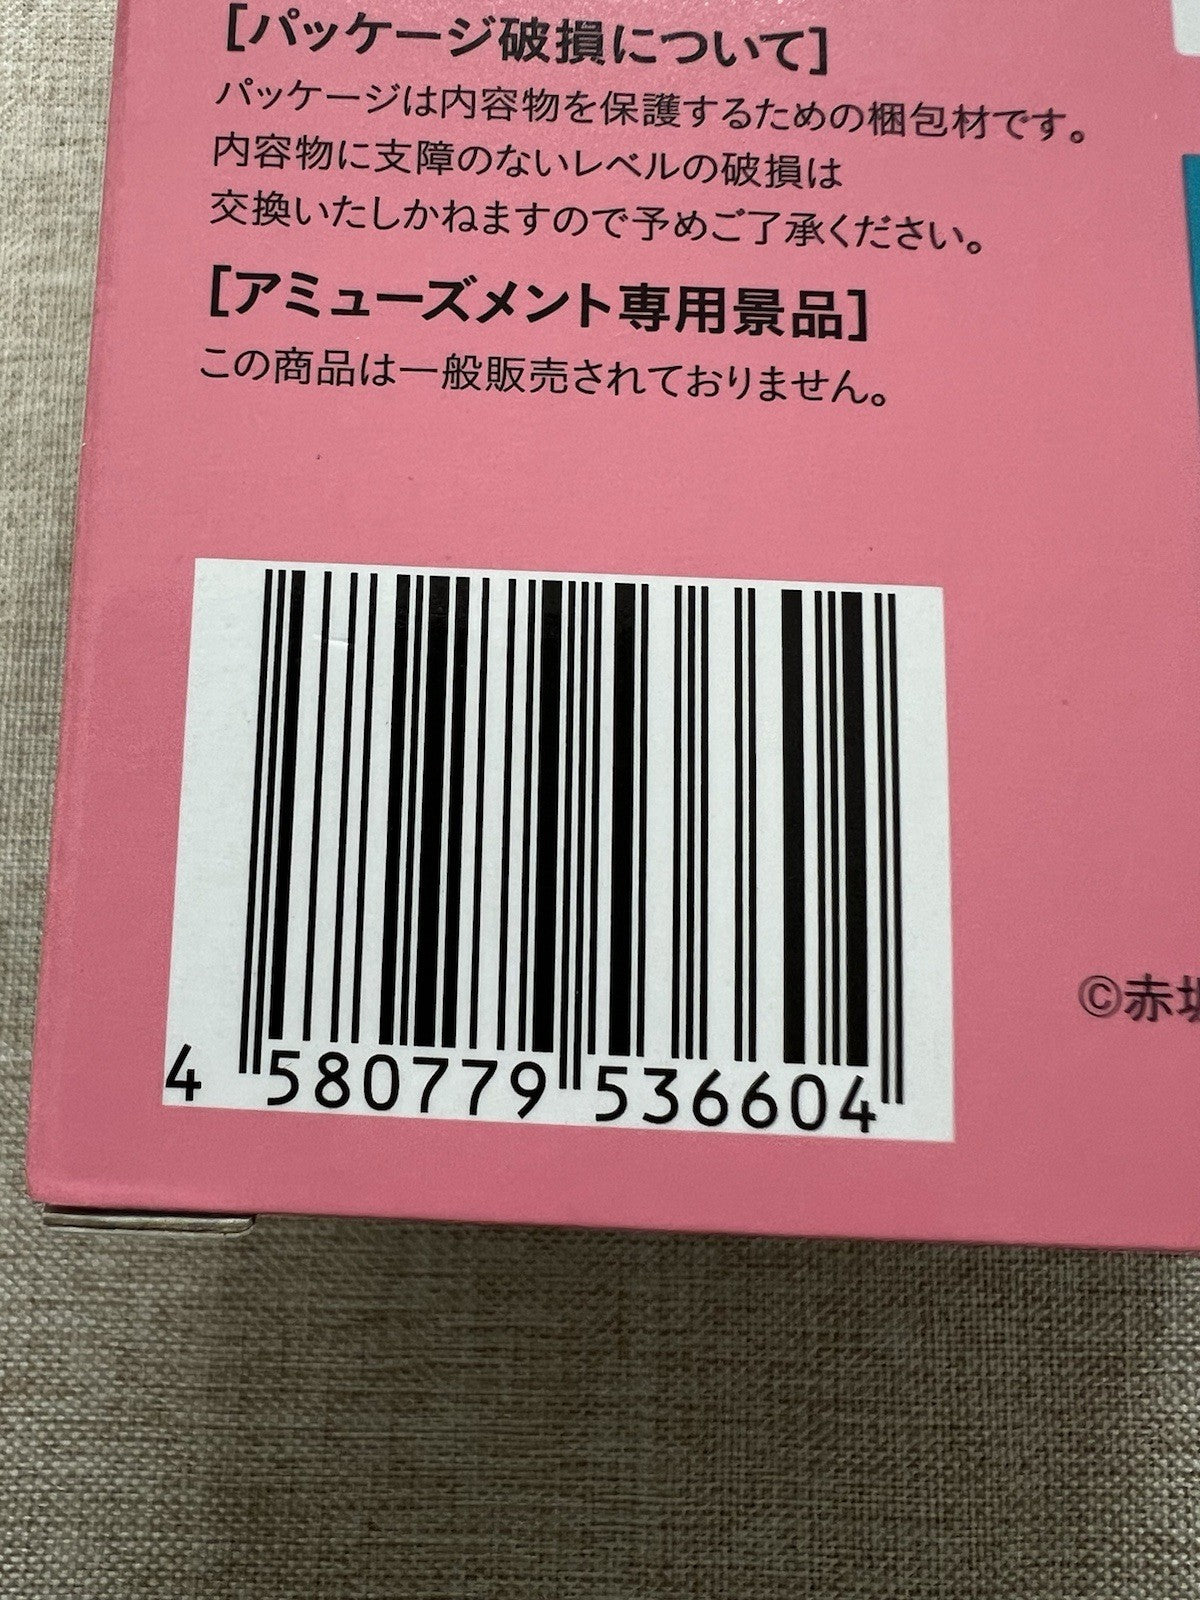 [パッケージ破損について]
パッケージは内容物を保護するための梱包材です。
内容物に支障のないレベルの破損は
交換いたしかねますので予めご了承ください。
[アミューズメント専用景品]
この商品は一般販売されておりません。
©赤坂
4 580779 536604